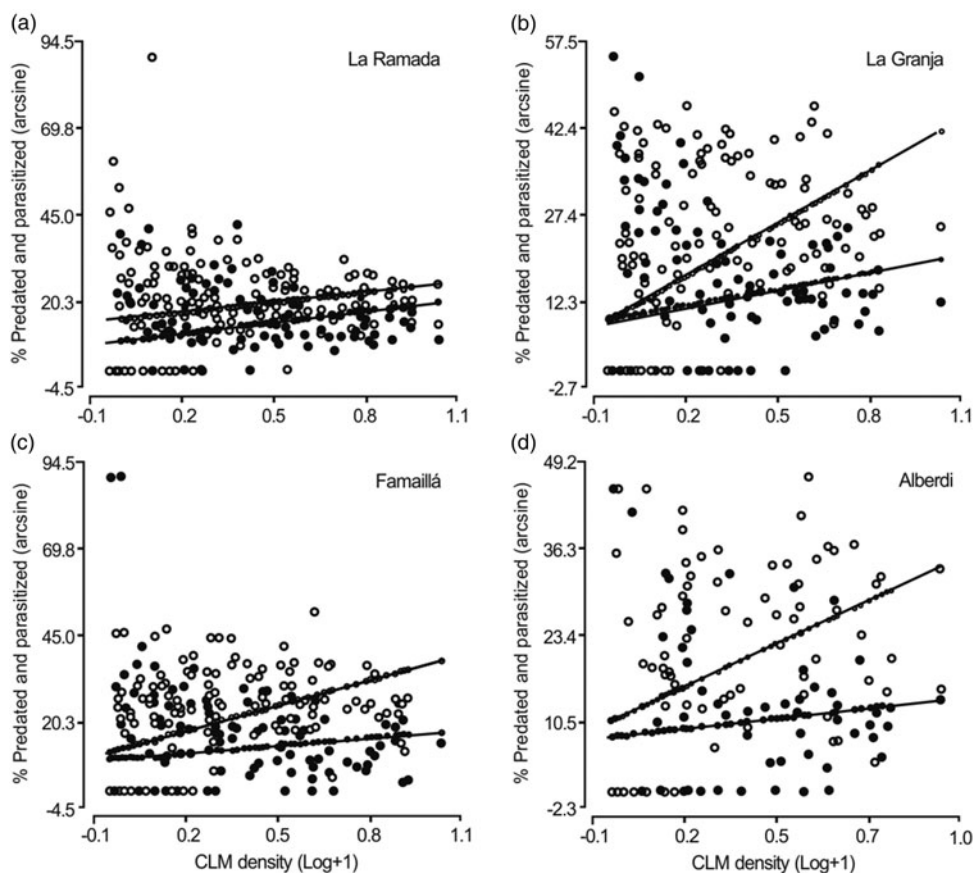 (a)
La Ramada
% Predated and parasitized (arcsine)
94.5
69.8
45.0
20.3
-4.5
-0.1
0.2
0.5
0.8
1.1
(b)
La Granja
% Predated and parasitized (arcsine)
57.5
42.4
27.4
12.3
-2.7
-0.1
0.2
0.5
0.8
1.0
(c)
Famaillá
% Predated and parasitized (arcsine)
94.5
69.8
45.0
20.3
-4.5
-0.1
0.2
0.5
0.8
1.1
CLM density (Log+1)
(d)
Alberdi
% Predated and parasitized (arcsine)
49.2
36.3
23.4
10.5
-2.3
-0.1
0.2
0.5
0.7
1.0
CLM density (Log+1)